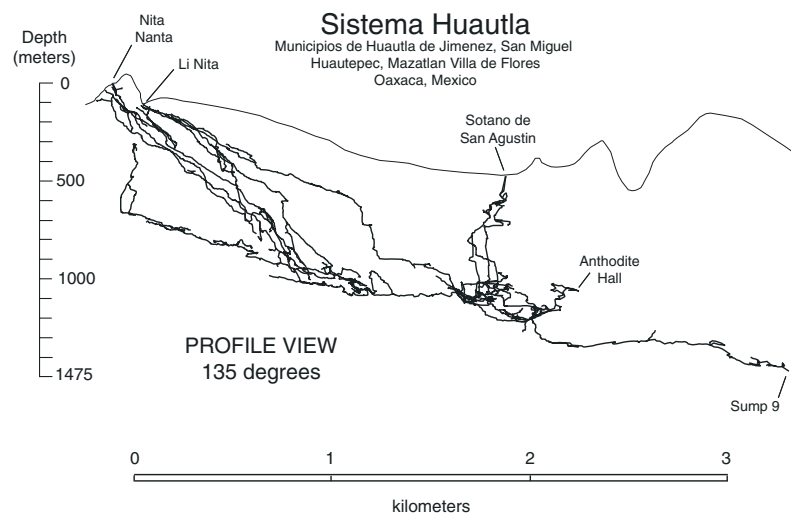 Sistema Huautla
Municipios de Huautla de Jimenez, San Miguel
Huautepec, Mazatlan Villa de Flores
Oaxaca, Mexico
Depth
(meters)
Nita
Nanta
Li Nita
Sotano de
San Agustin
Anthodite
Hall
Sump 9
0
500
1000
1475
PROFILE VIEW
135 degrees
0
1
2
3
kilometers